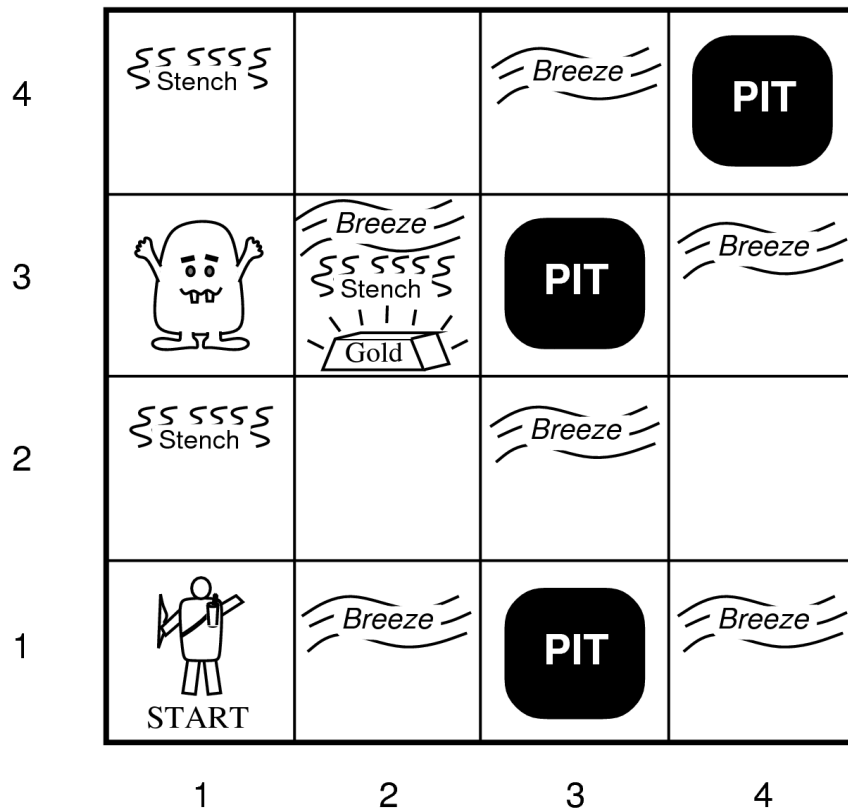 4
Stench
Breeze
PIT
3
Breeze
Stench
Gold
PIT
Breeze
2
Stench
Breeze
1
START
Breeze
PIT
Breeze
1 2 3 4